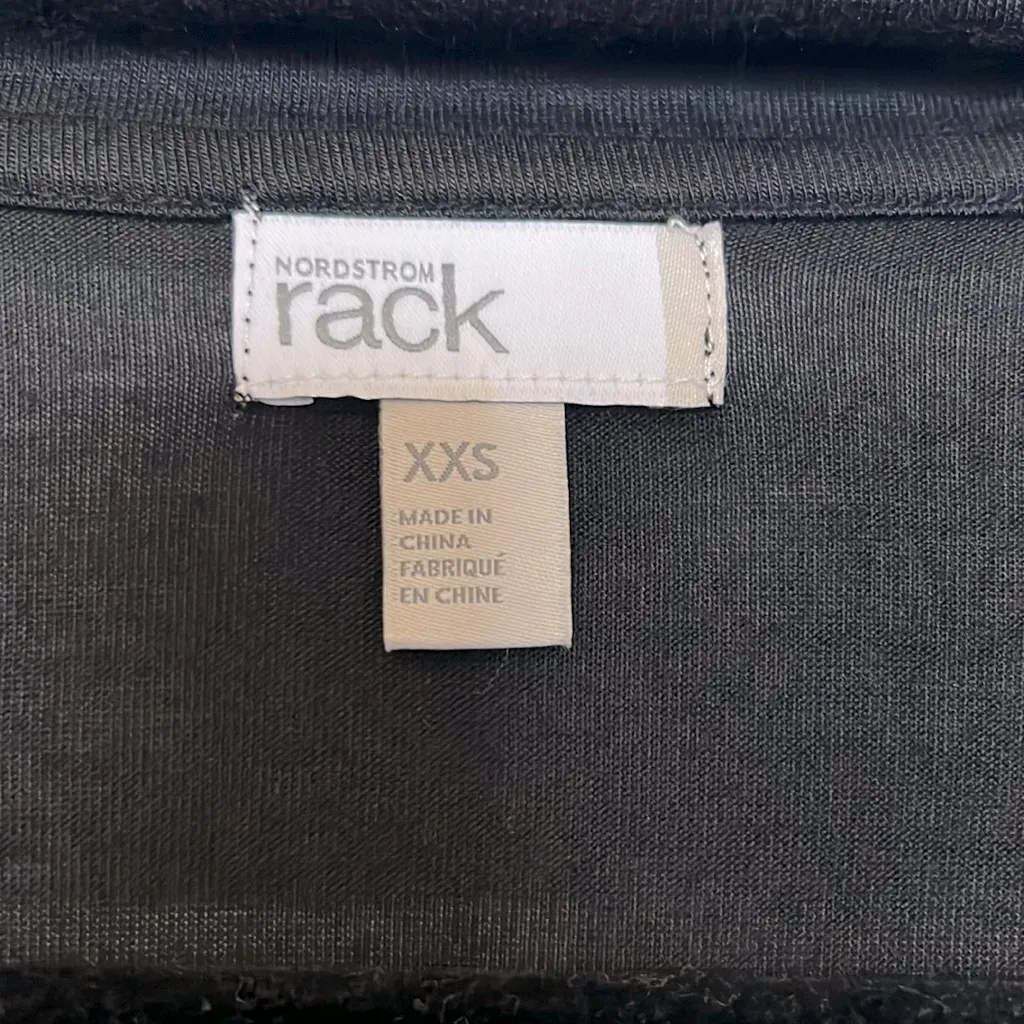 NORDSTROM
rack
XXS
MADE IN
CHINA
FABRIQUÉ
EN CHINE